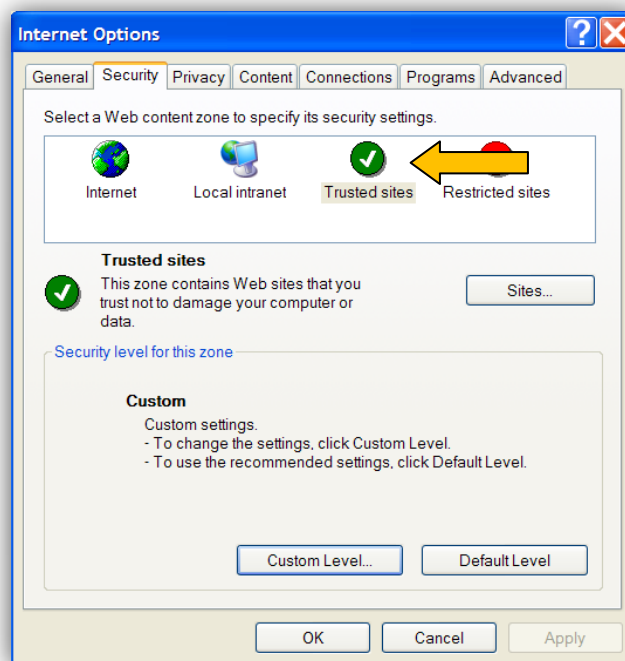 Internet Options
General Security Privacy Content Connections Programs Advanced
Select a Web content zone to specify its security settings.
Internet Local intranet Trusted sites Restricted sites
Trusted sites
This zone contains Web sites that you
trust not to damage your computer or
data.
Sites...
Security level for this zone
Custom
Custom settings.
- To change the settings, click Custom Level.
- To use the recommended settings, click Default Level.
Custom Level... Default Level
OK Cancel Apply